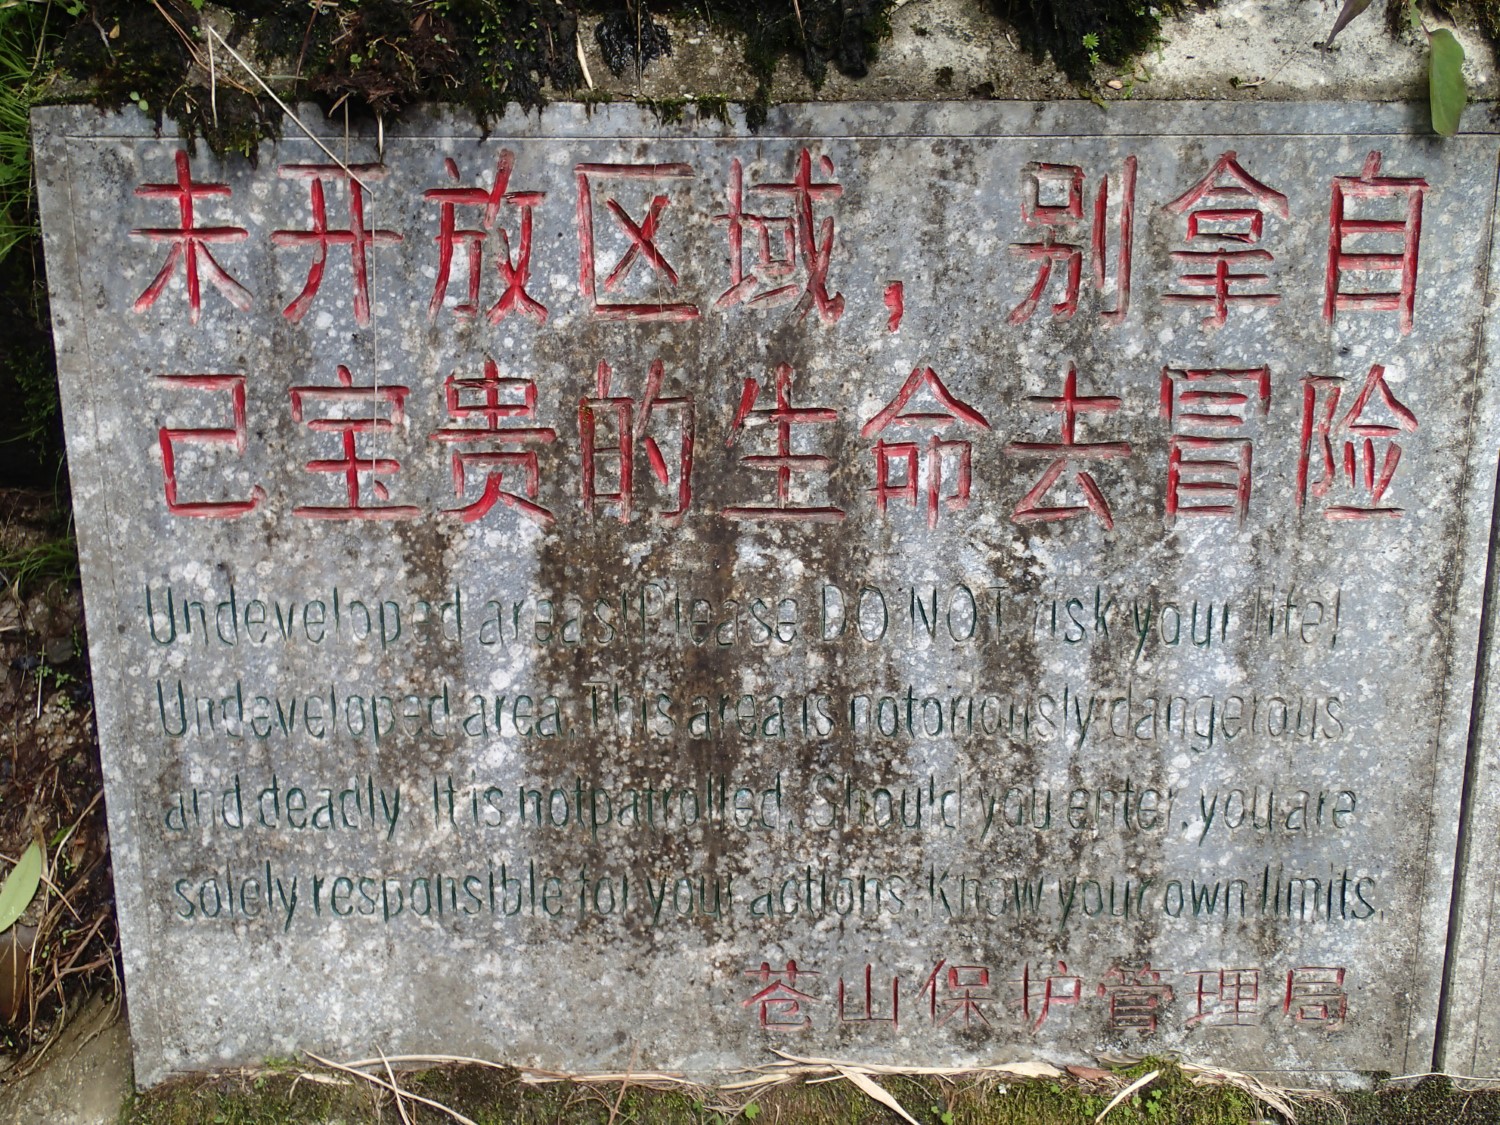 未开放区域，别拿自
己宝贵的生命去冒险
Undeveloped areas!Please DO NOT risk your life!
Undeveloped area. This area is notoriously dangerous
and deadly. It is notpatrolled. Should you enter, you are
solely responsible for your actions. Know your own limits.
苍山保护管理局